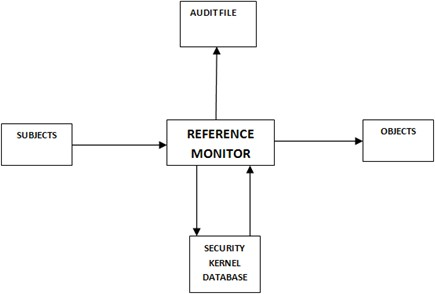 AUDIT FILE
SUBJECTS
REFERENCE
MONITOR
OBJECTS
SECURITY
KERNEL
DATABASE